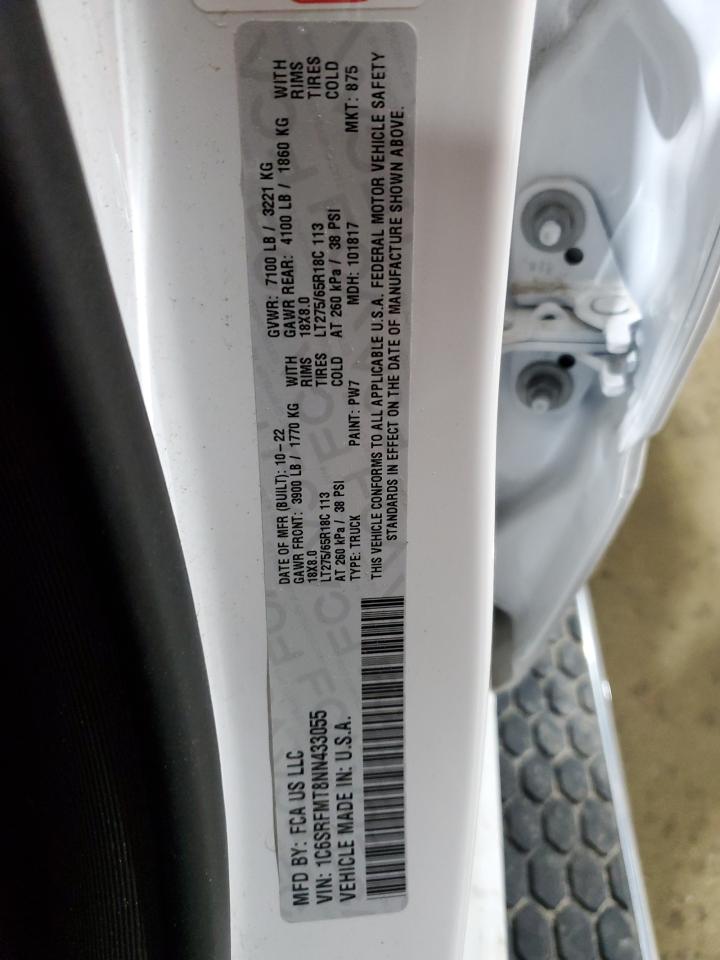 MFD BY: FCA US LLC
VIN: 1C6SRFMT8NN433055
VEHICLE MADE IN: U.S.A.
DATE OF MFR (BUILT): 10-22 GVWR: 7100 LB / 3221 KG
GAWR FRONT: 3900 LB / 1770 KG WITH GAWR REAR: 4100 LB / 1860 KG WITH
18X8.0 RIMS 18X8.0 RIMS
LT275/65R18C 113 TIRES LT275/65R18C 113 TIRES
AT 260 kPa / 38 PSI COLD AT 260 kPa / 38 PSI COLD
TYPE: TRUCK PAINT: PW7 MDH: 101817 MKT: 875
THIS VEHICLE CONFORMS TO ALL APPLICABLE U.S.A. FEDERAL MOTOR VEHICLE SAFETY
STANDARDS IN EFFECT ON THE DATE OF MANUFACTURE SHOWN ABOVE.